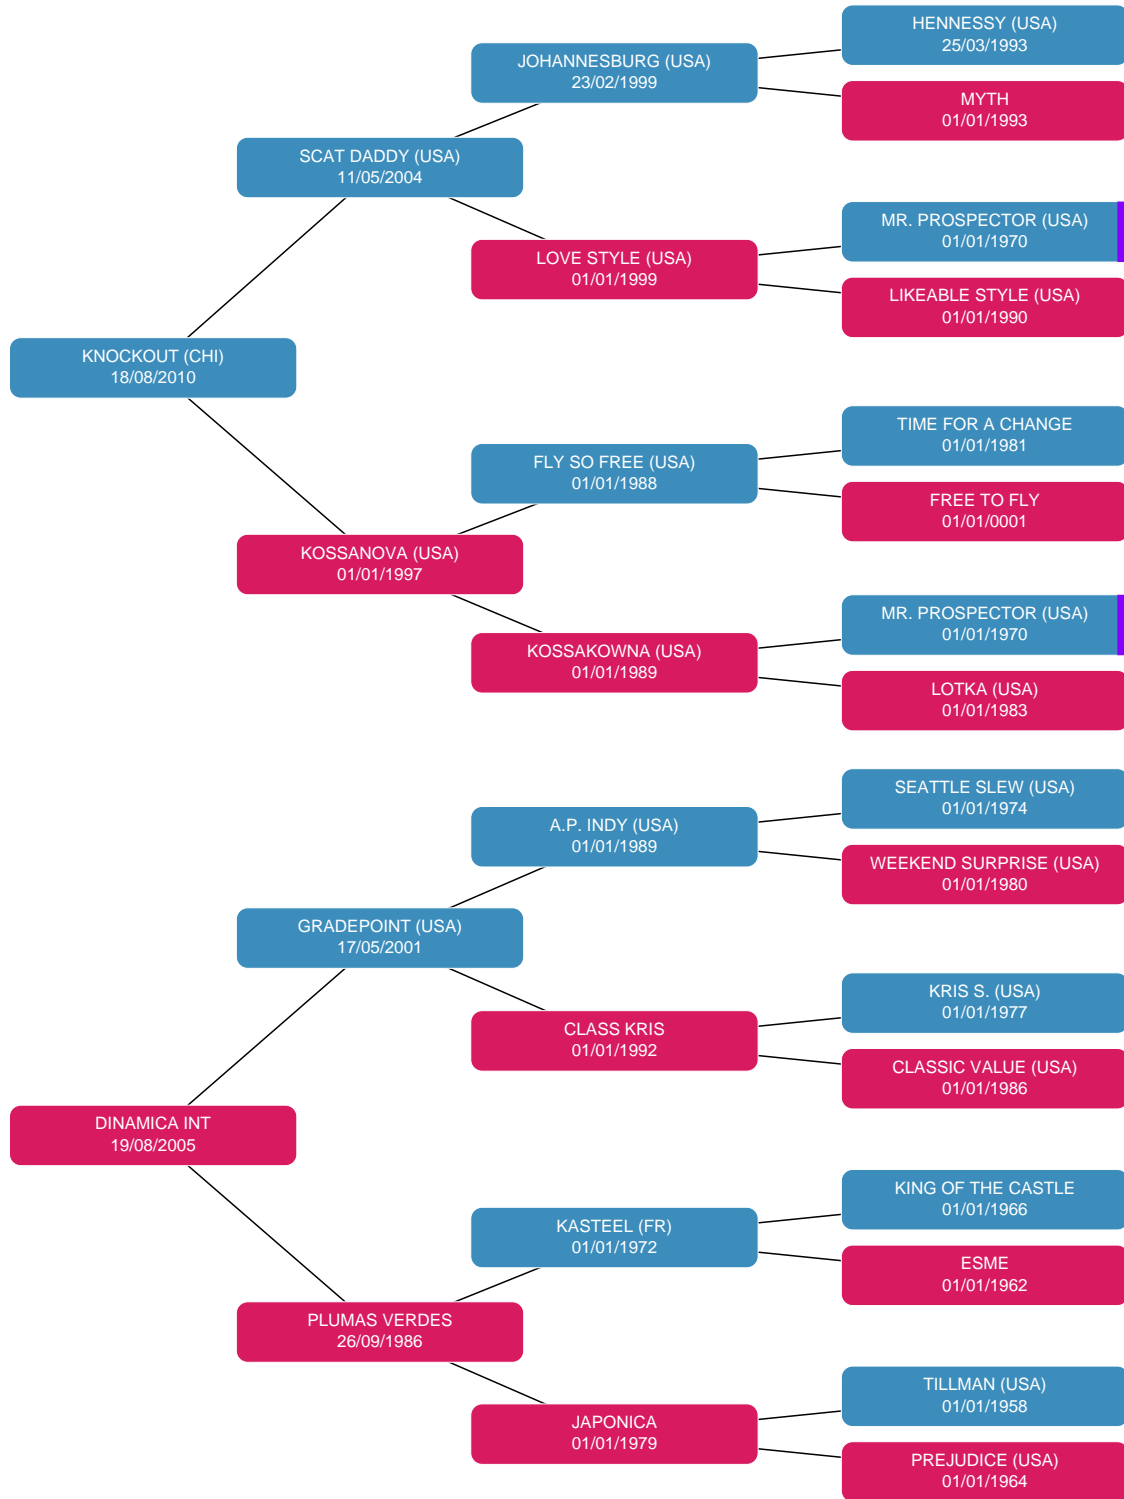 HENNESSY (USA)
25/03/1993
JOHANNESBURG (USA)
23/02/1999
MYTH
01/01/1993
SCAT DADDY (USA)
11/05/2004
MR. PROSPECTOR (USA)
01/01/1970
LOVE STYLE (USA)
01/01/1999
LIKEABLE STYLE (USA)
01/01/1990
KNOCKOUT (CHI)
18/08/2010
TIME FOR A CHANGE
01/01/1981
FLY SO FREE (USA)
01/01/1988
FREE TO FLY
01/01/0001
KOSSANOVA (USA)
01/01/1997
MR. PROSPECTOR (USA)
01/01/1970
KOSSAKOWNA (USA)
01/01/1989
LOTKA (USA)
01/01/1983
SEATTLE SLEW (USA)
01/01/1974
A.P. INDY (USA)
01/01/1989
WEEKEND SURPRISE (USA)
01/01/1980
GRADEPOINT (USA)
17/05/2001
KRIS S. (USA)
01/01/1977
CLASS KRIS
01/01/1992
CLASSIC VALUE (USA)
01/01/1986
DINAMICA INT
19/08/2005
KING OF THE CASTLE
01/01/1966
KASTEEL (FR)
01/01/1972
ESME
01/01/1962
PLUMAS VERDES
26/09/1986
TILLMAN (USA)
01/01/1958
JAPONICA
01/01/1979
PREJUDICE (USA)
01/01/1964